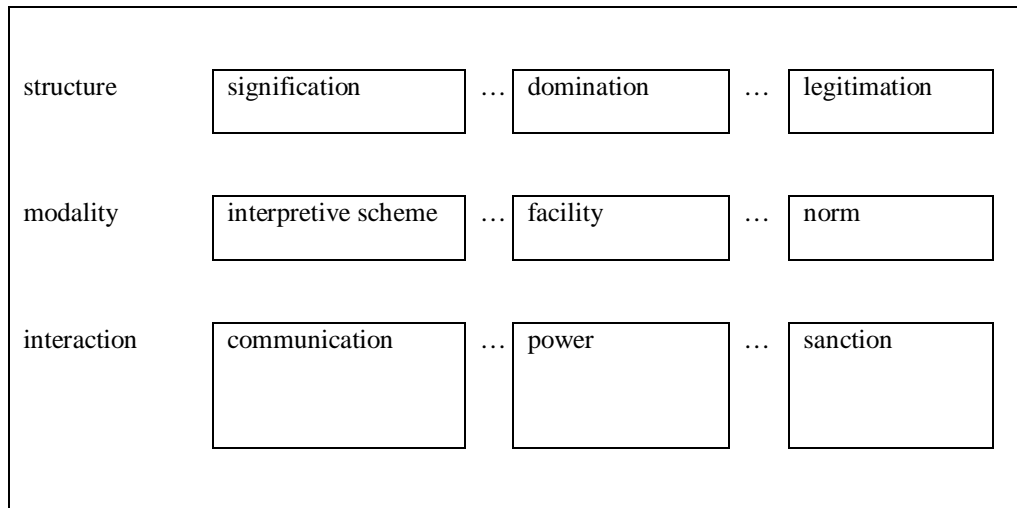 structure signification … domination … legitimation
modality interpretive scheme … facility … norm
interaction communication … power … sanction